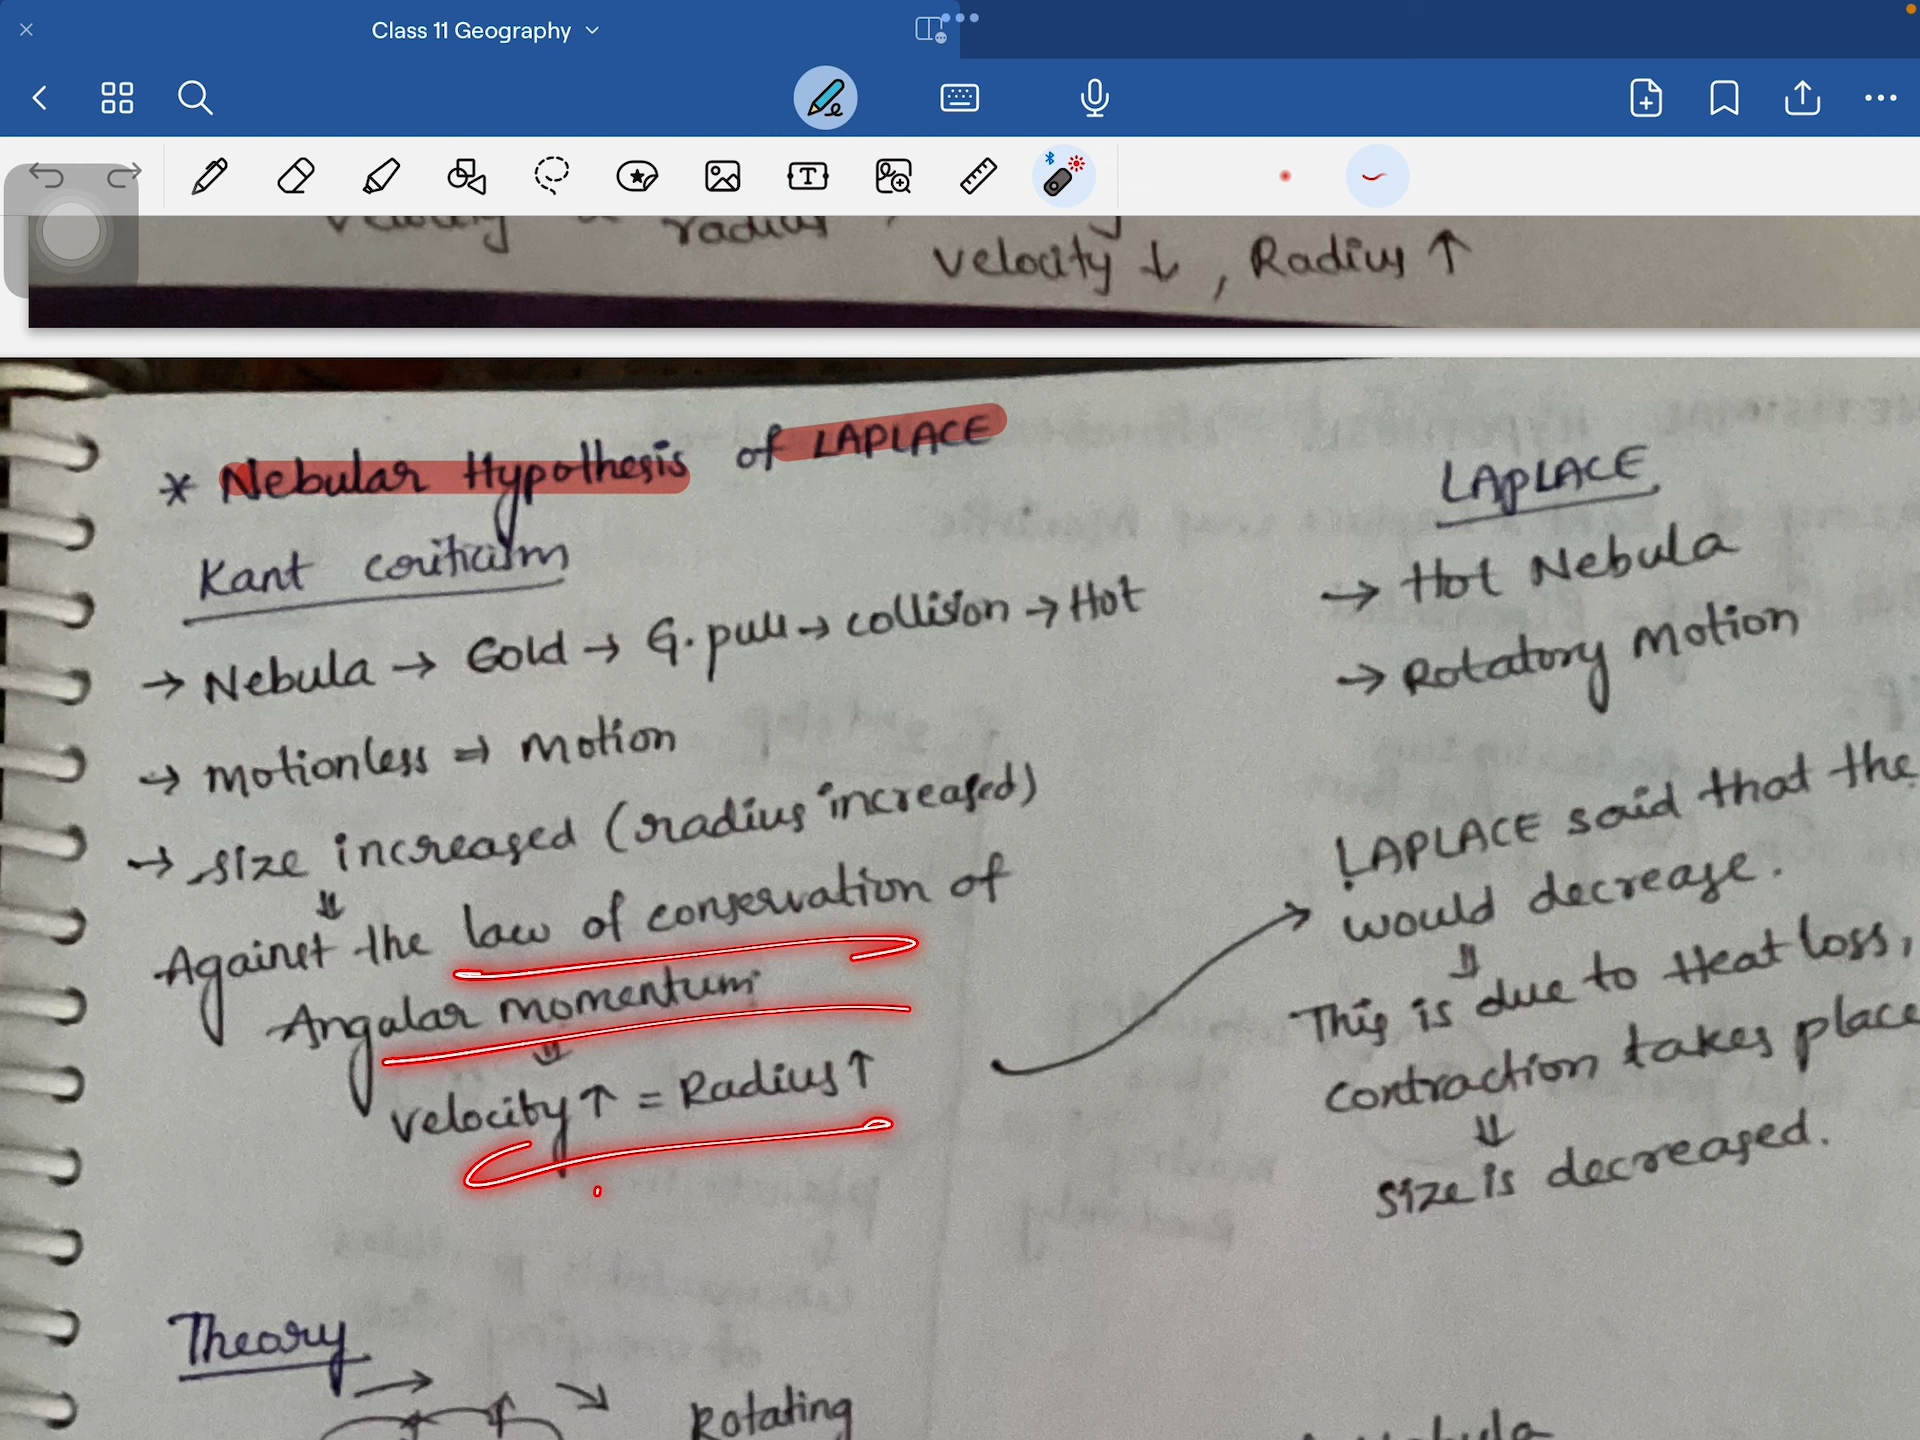 Class 11 Geography
radius
velocity ↓ , Radius ↑
* Nebular Hypothesis of LAPLACE
Kant criticism
→ Nebula → Cold → G. pull → collision → Hot
→ motionless ⇒ Motion
→ size increased (radius increased)
⇓
Against the law of conservation of
Angular momentum
⇓
velocity ↑ = Radius ↑
LAPLACE
→ Hot Nebula
→ Rotatory Motion
LAPLACE said that the
would decrease.
⇓
This is due to Heat loss,
contraction takes place
⇓
size is decreased.
Theory
Rotating